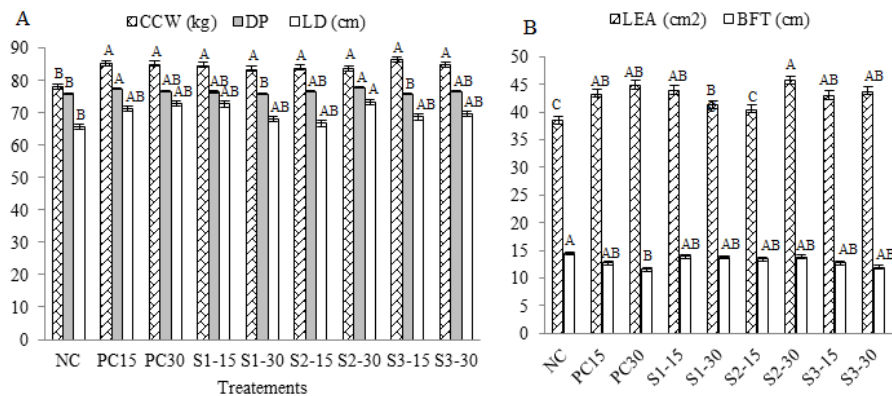 A
CCW (kg) DP LD (cm)
90
80
70
60
50
40
30
20
10
0
B B B
A A AB
A AB AB
A AB AB
A B AB
A AB AB
A AB A
A B AB
A AB AB
NC PC15 PC30 S1-15 S1-30 S2-15 S2-30 S3-15 S3-30
Treatements
B
LEA (cm2) BFT (cm)
50
45
40
35
30
25
20
15
10
5
0
C AB AB AB B C A AB AB
A AB B AB AB AB AB AB AB
NC PC15 PC30 S1-15 S1-30 S2-15 S2-30 S3-15 S3-30